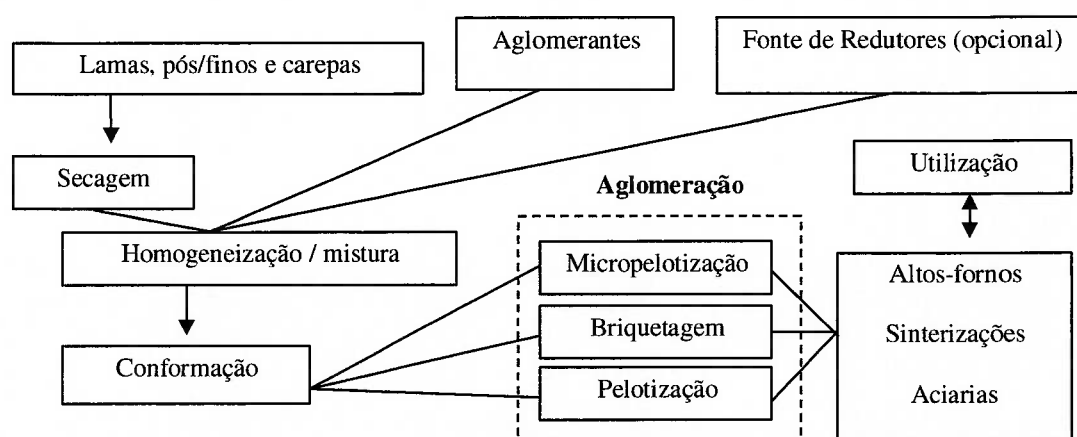 Lamas, pós/finos e carepas
Aglomerantes
Fonte de Redutores (opcional)
Secagem
Aglomeração
Utilização
Homogeneização / mistura
Micropelotização
Altos-fornos
Briquetagem
Sinterizações
Conformação
Pelotização
Aciarias